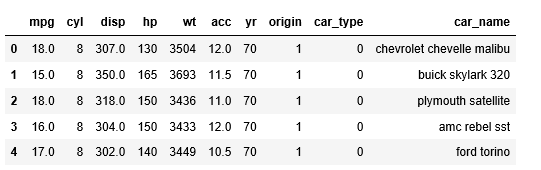 mpg cyl disp hp wt acc yr origin car_type car_name
0 18.0 8 307.0 130 3504 12.0 70 1 0 chevrolet chevelle malibu
1 15.0 8 350.0 165 3693 11.5 70 1 0 buick skylark 320
2 18.0 8 318.0 150 3436 11.0 70 1 0 plymouth satellite
3 16.0 8 304.0 150 3433 12.0 70 1 0 amc rebel sst
4 17.0 8 302.0 140 3449 10.5 70 1 0 ford torino